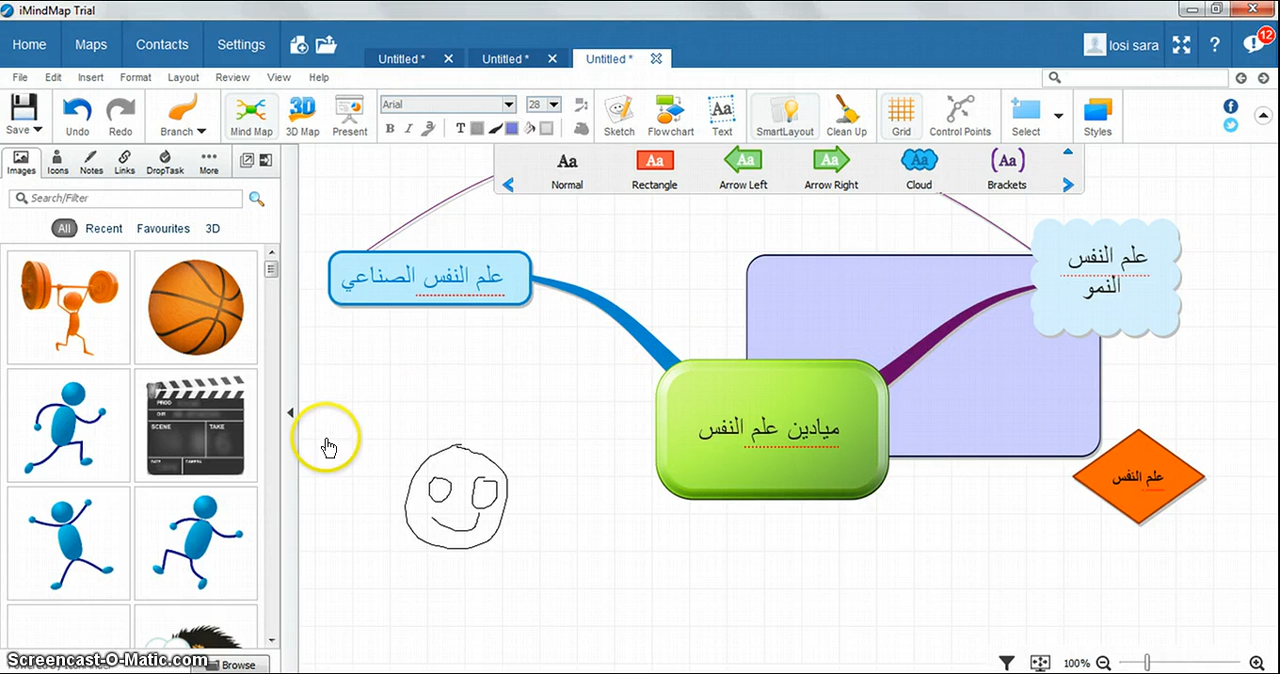 iMindMap Trial
Home Maps Contacts Settings
Untitled * Untitled * Untitled *
losi sara ? 12
File Edit Insert Format Layout Review View Help
Save Undo Redo Branch Mind Map 3D Map Present
Arial 28
B I T
Sketch Flowchart Text SmartLayout Clean Up Grid Control Points Select Styles
Images Icons Notes Links DropTask More
Aa Aa Aa Aa Aa Aa
Normal Rectangle Arrow Left Arrow Right Cloud Brackets
Search/Filter
All Recent Favourites 3D
SCENE TAKE
علم النفس الصناعي
علم النفس
النمو
ميادين علم النفس
علم النفس
Screencast-O-Matic.com
Browse
100%